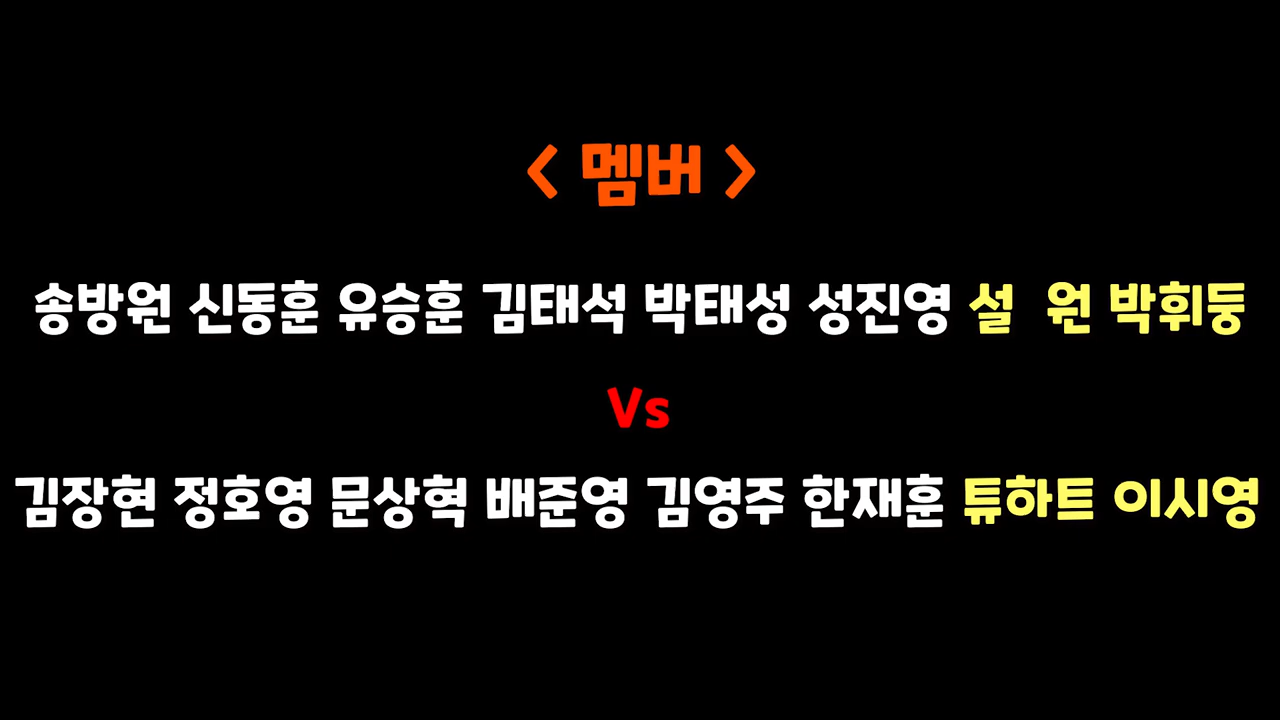 < 멤버 >
송방원 신동훈 유승훈 김태석 박태성 성진영 설 원 박휘둥
Vs
김장현 정호영 문상혁 배준영 김영주 한재훈 튜하트 이시영